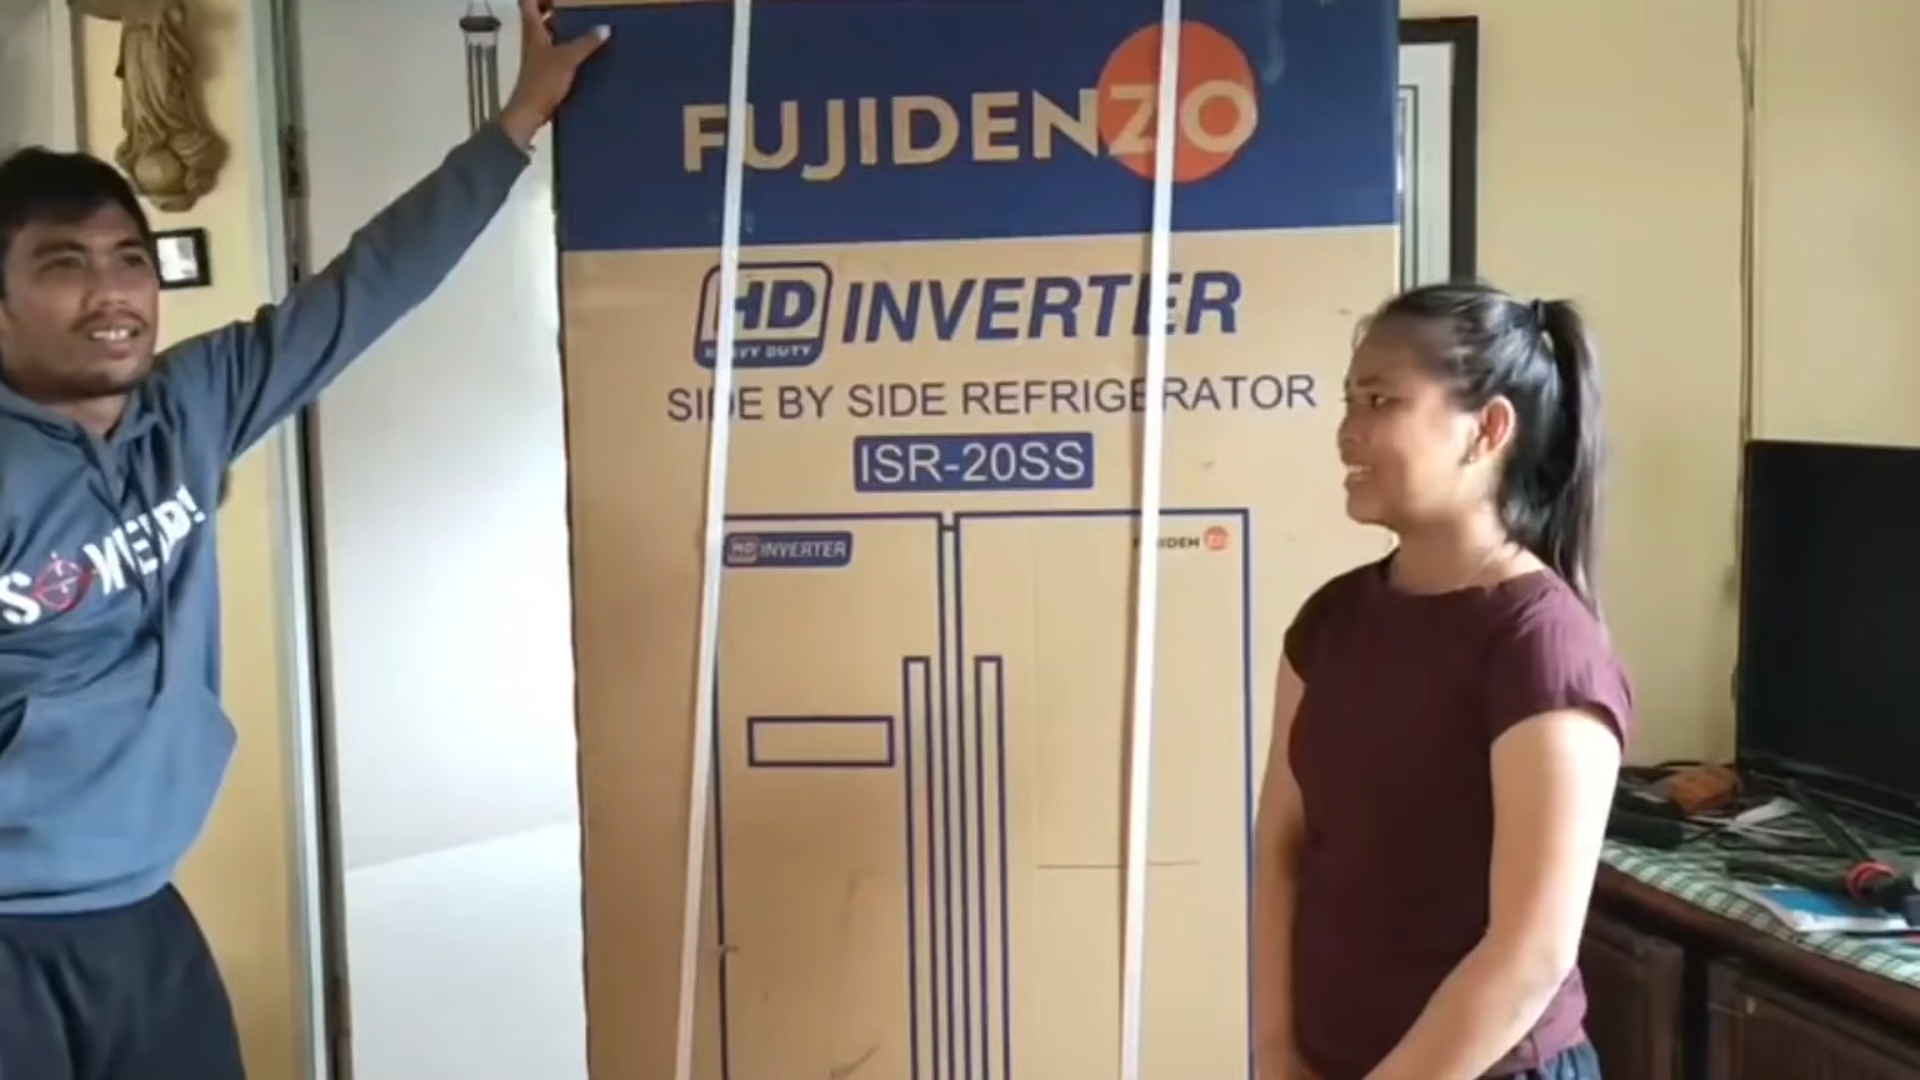 FUJIDENZO
HD INVERTER
HEAVY DUTY
SIDE BY SIDE REFRIGERATOR
ISR-20SS
HD INVERTER
FUJIDENZO